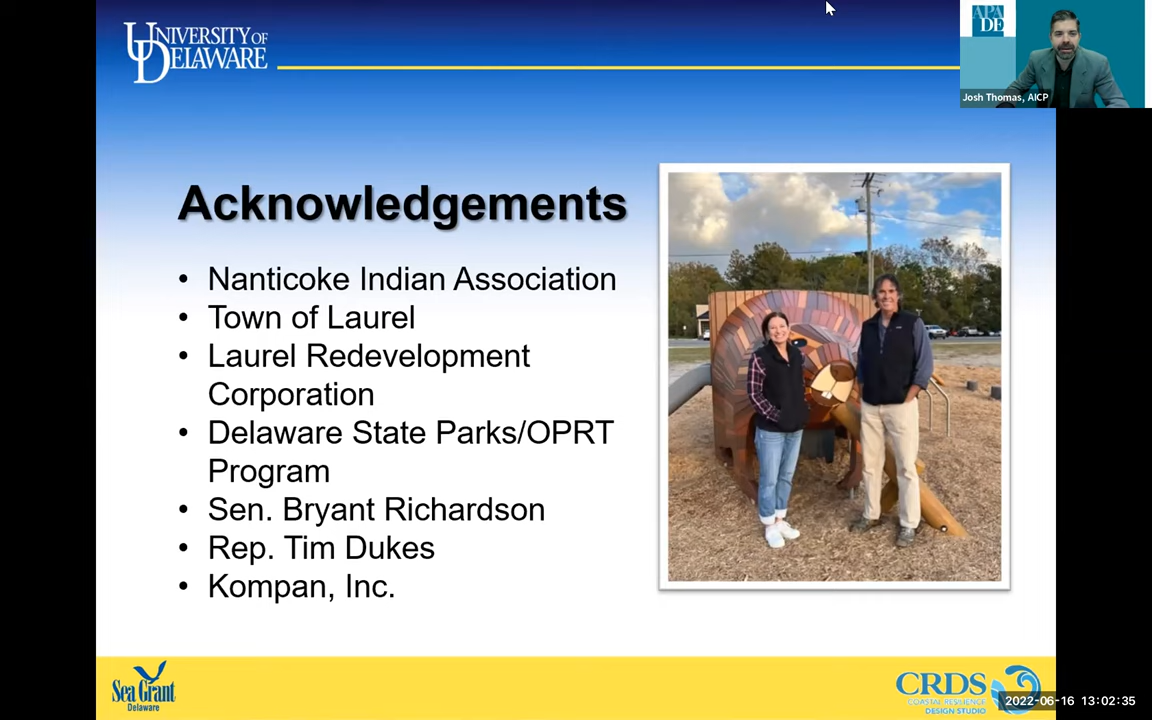 UNIVERSITY OF
DELAWARE
APA
DE
Josh Thomas, AICP
Acknowledgements
• Nanticoke Indian Association
• Town of Laurel
• Laurel Redevelopment
Corporation
• Delaware State Parks/OPRT
Program
• Sen. Bryant Richardson
• Rep. Tim Dukes
• Kompan, Inc.
Sea Grant
Delaware
CRDS
COASTAL RESILIENCE
DESIGN STUDIO
2022-06-16 13:02:35